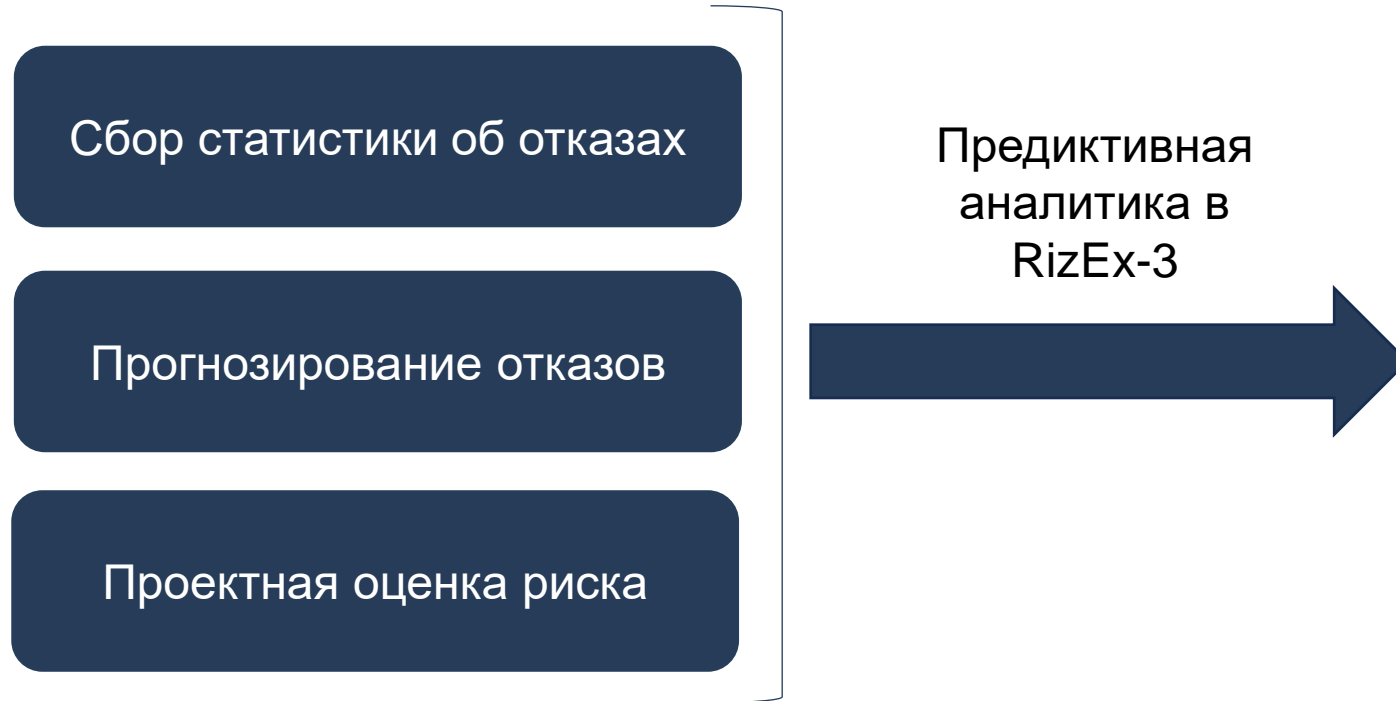 Сбор статистики об отказах
Прогнозирование отказов
Проектная оценка риска
Предиктивная
аналитика в
RizEx-3